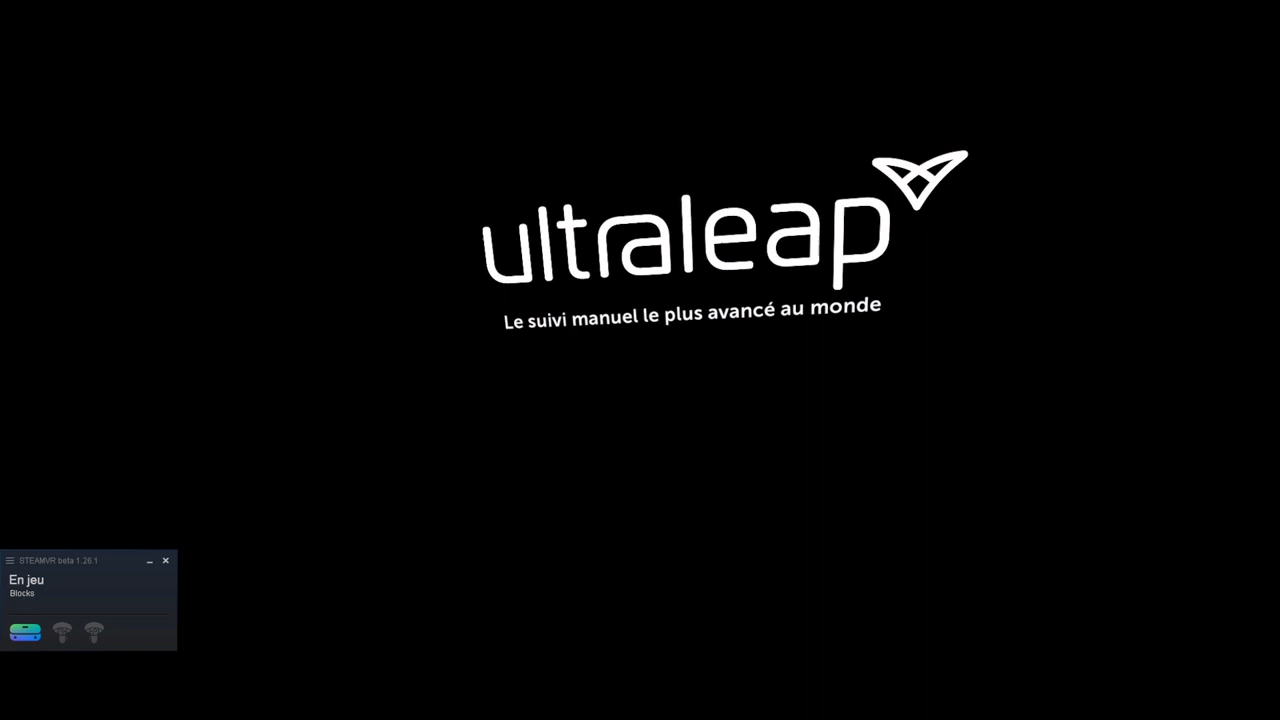 ultraleap
Le suivi manuel le plus avancé au monde
STEAMVR beta 1.26.1
En jeu
Blocks